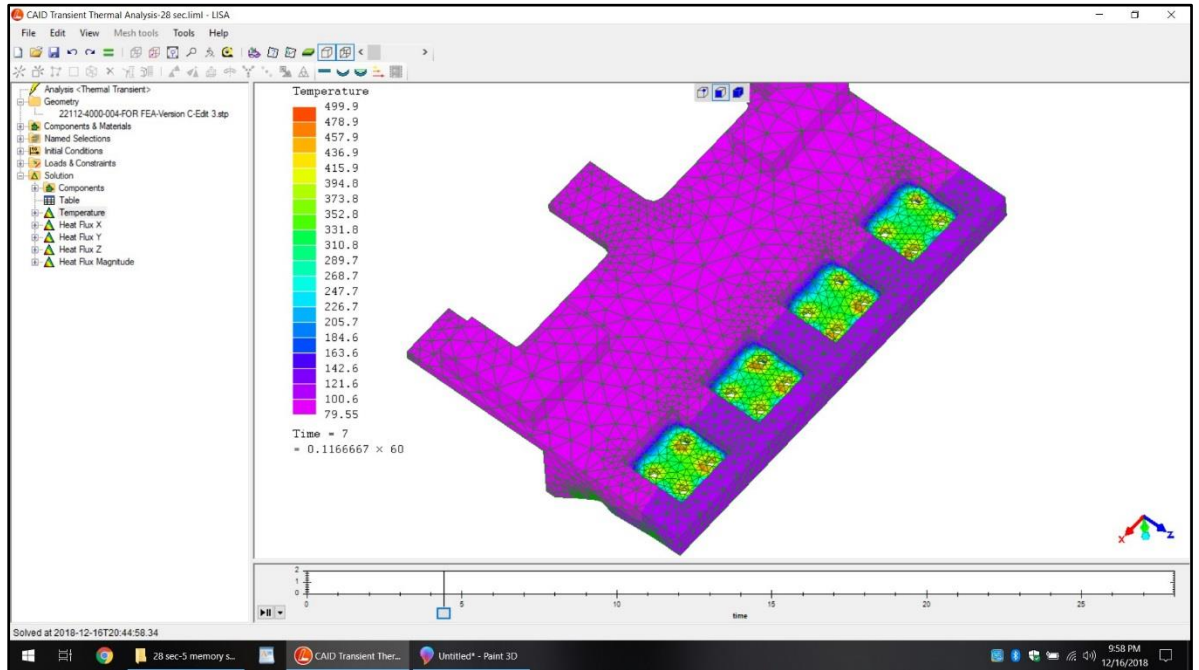 CAID Transient Thermal Analysis-28 sec.liml - LISA
File Edit View Mesh tools Tools Help
Analysis <Thermal Transient>
Geometry
22112-4000-004-FOR FEA-Version C-Edit 3.stp
Components & Materials
Named Selections
Initial Conditions
Loads & Constraints
Solution
Components
Table
Temperature
Heat Flux X
Heat Flux Y
Heat Flux Z
Heat Flux Magnitude
Temperature
499.9
478.9
457.9
436.9
415.9
394.8
373.8
352.8
331.8
310.8
289.7
268.7
247.7
226.7
205.7
184.6
163.6
142.6
121.6
100.6
79.55
Time = 7
= 0.1166667 × 60
X
Z
2
1
0
0 5 10 15 20 25
time
Solved at 2018-12-16T20:44:58.34
28 sec-5 memory s...
CAID Transient Ther...
Untitled* - Paint 3D
9:58 PM
12/16/2018